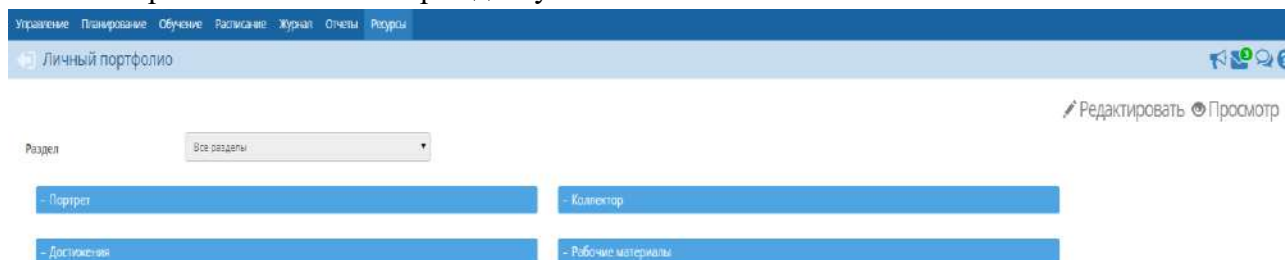 Управление Планирование Обучение Расписание Журнал Отчеты Ресурсы
Личный портфолио
3
Редактировать Просмотр
Раздел Все разделы
– Портрет – Коллектор
– Достижения – Рабочие материалы